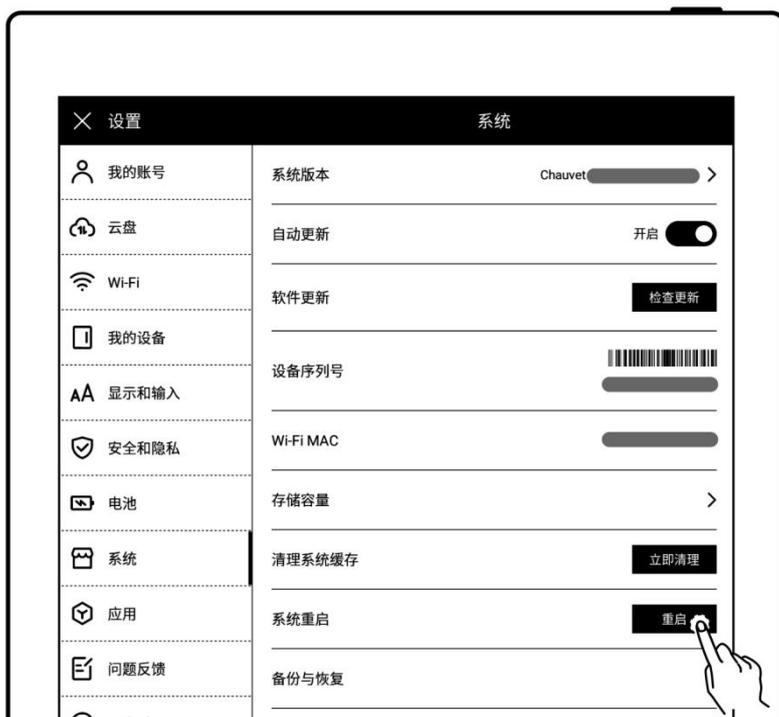 设置
系统
我的账号
云盘
Wi-Fi
我的设备
显示和输入
安全和隐私
电池
系统
应用
问题反馈
系统版本
Chauvet
自动更新
开启
软件更新
检查更新
设备序列号
Wi-Fi MAC
存储容量
清理系统缓存
立即清理
系统重启
重启
备份与恢复